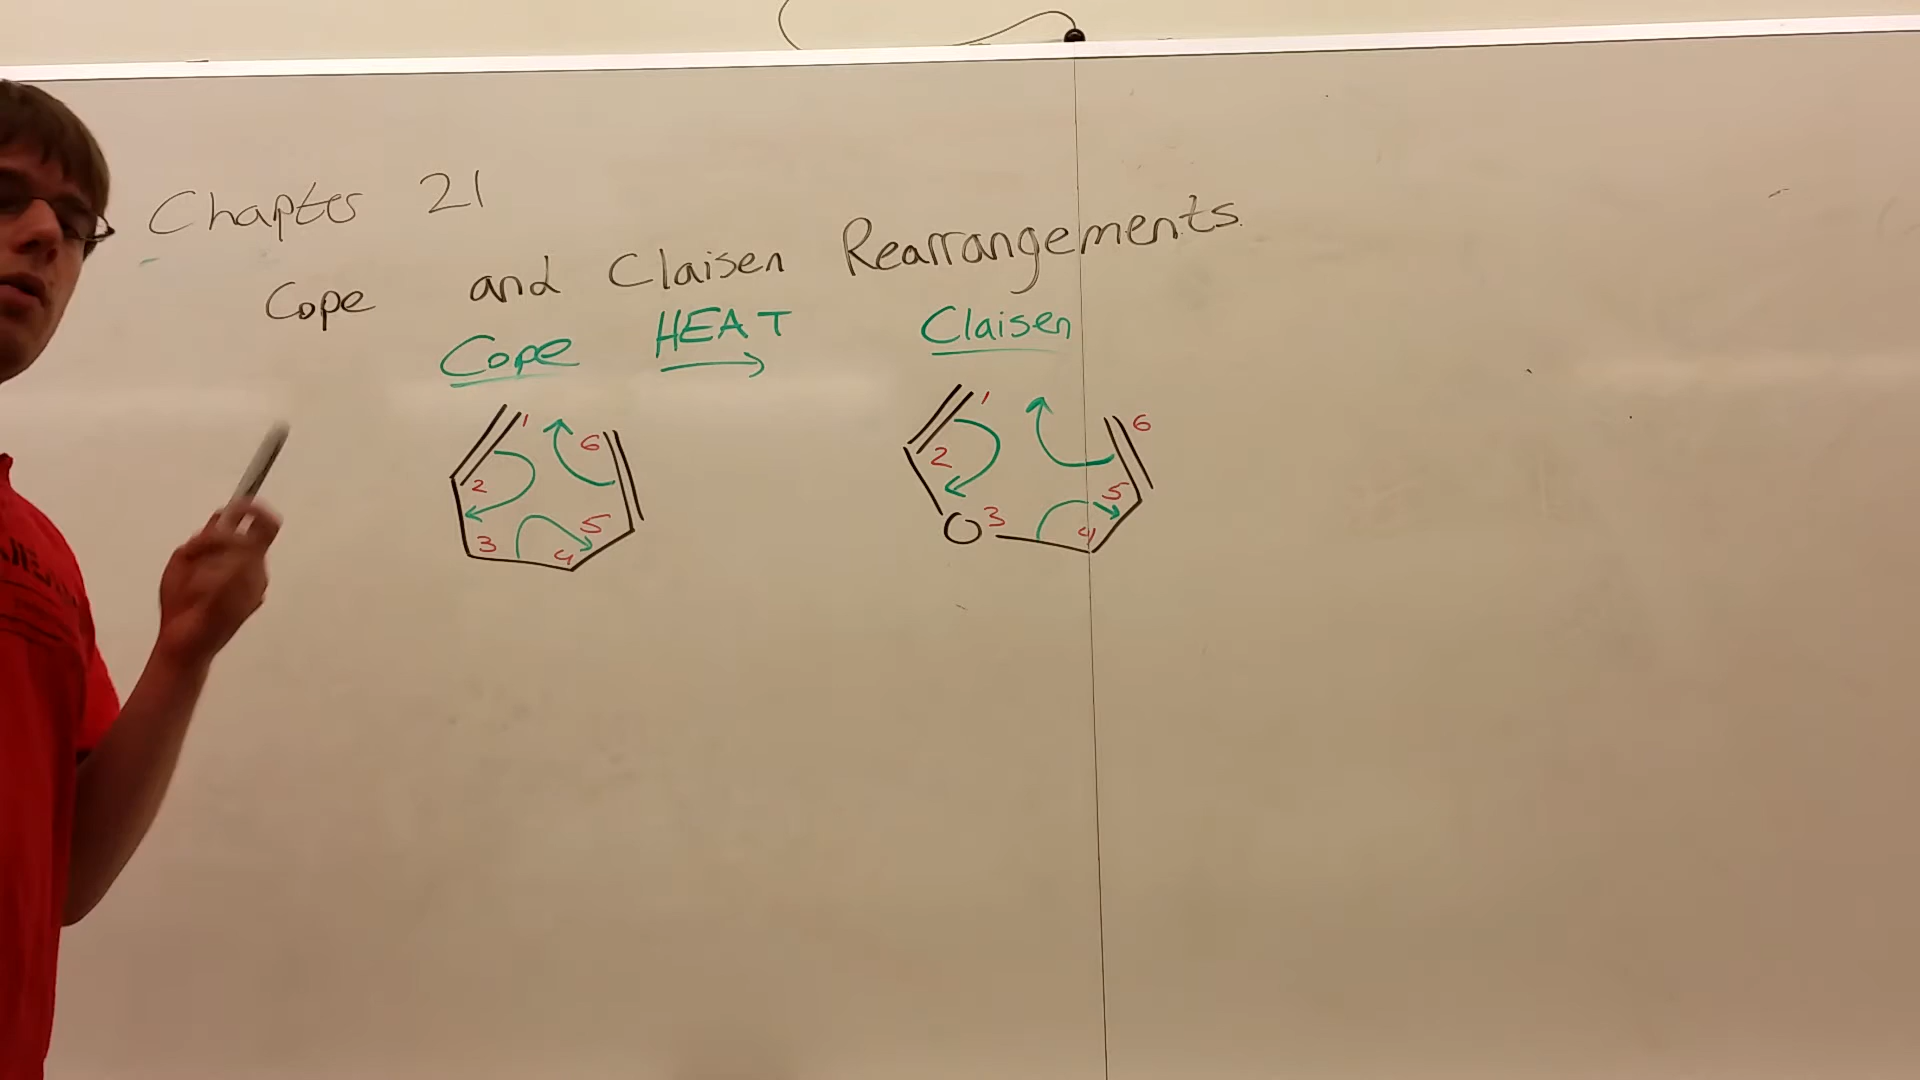 Chapter 21
Cope and Claisen Rearrangements
Cope HEAT Claisen
1 6 1 6
2 2
3 4 5 O 3 4 5